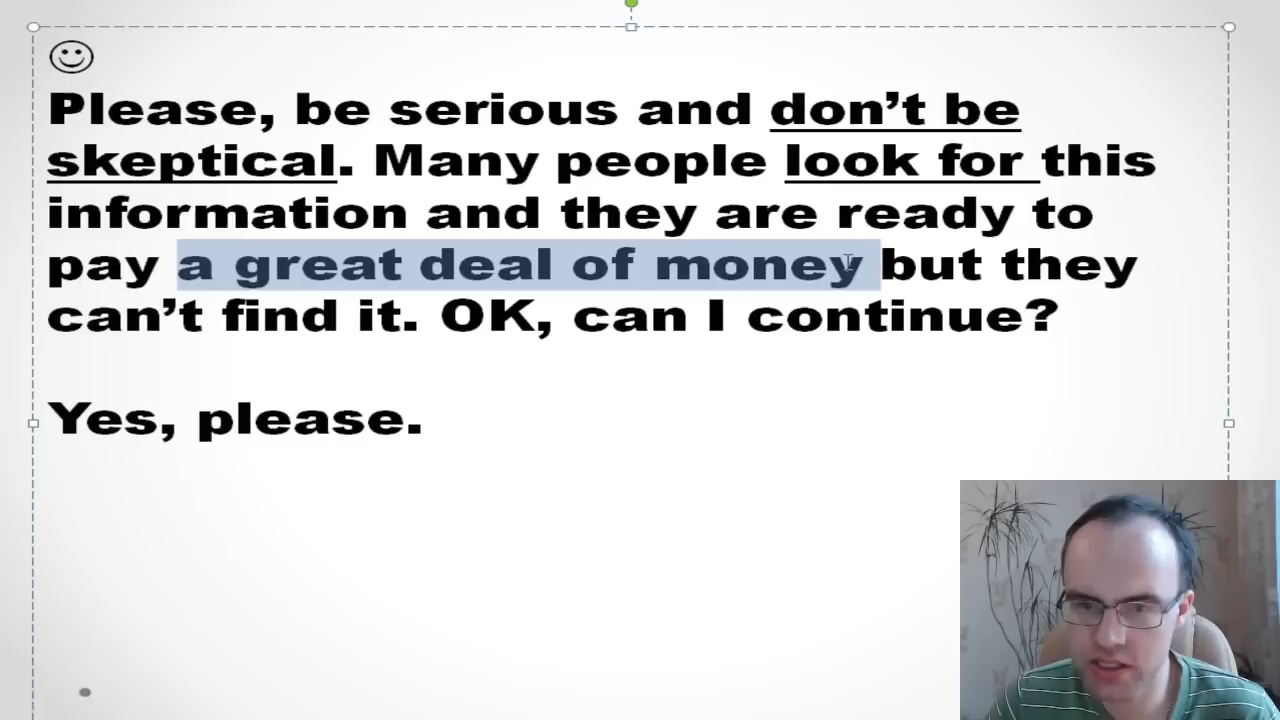 Please, be serious and don’t be
skeptical. Many people look for this
information and they are ready to
pay a great deal of money but they
can’t find it. OK, can I continue?
Yes, please.